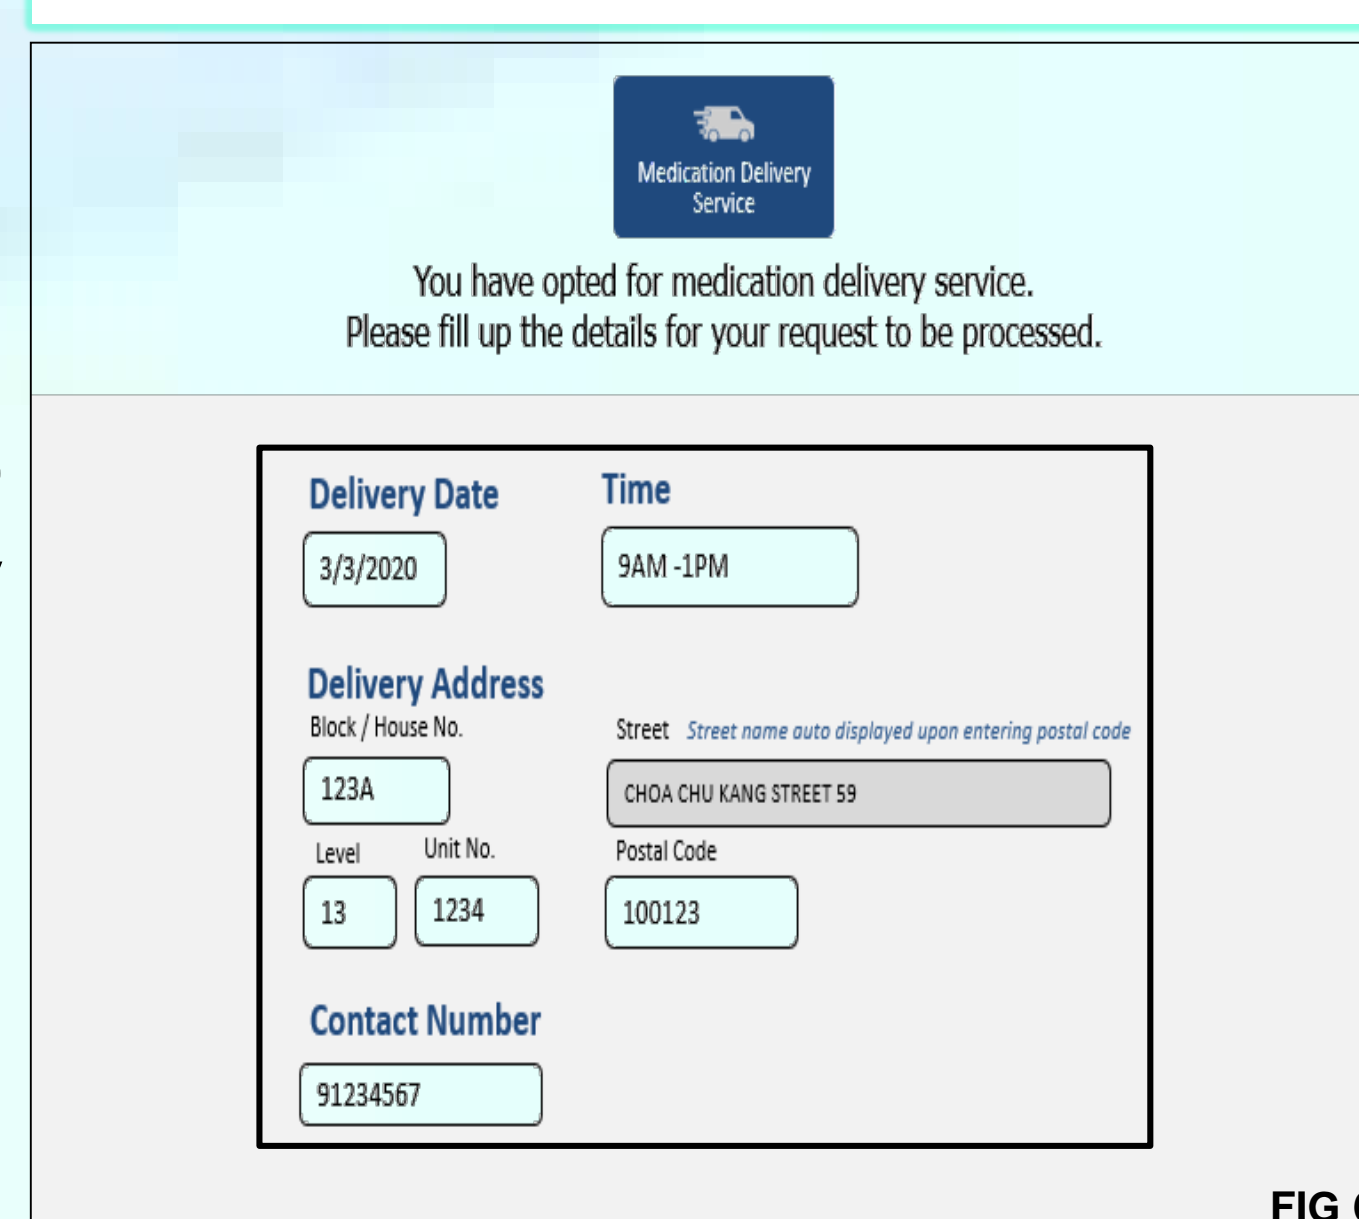 Medication Delivery
Service
You have opted for medication delivery service.
Please fill up the details for your request to be processed.
Delivery Date
Time
3/3/2020
9AM -1PM
Delivery Address
Block / House No.
Street Street name auto displayed upon entering postal code
123A
CHOA CHU KANG STREET 59
Level
Unit No.
Postal Code
13
1234
100123
Contact Number
91234567
FIG